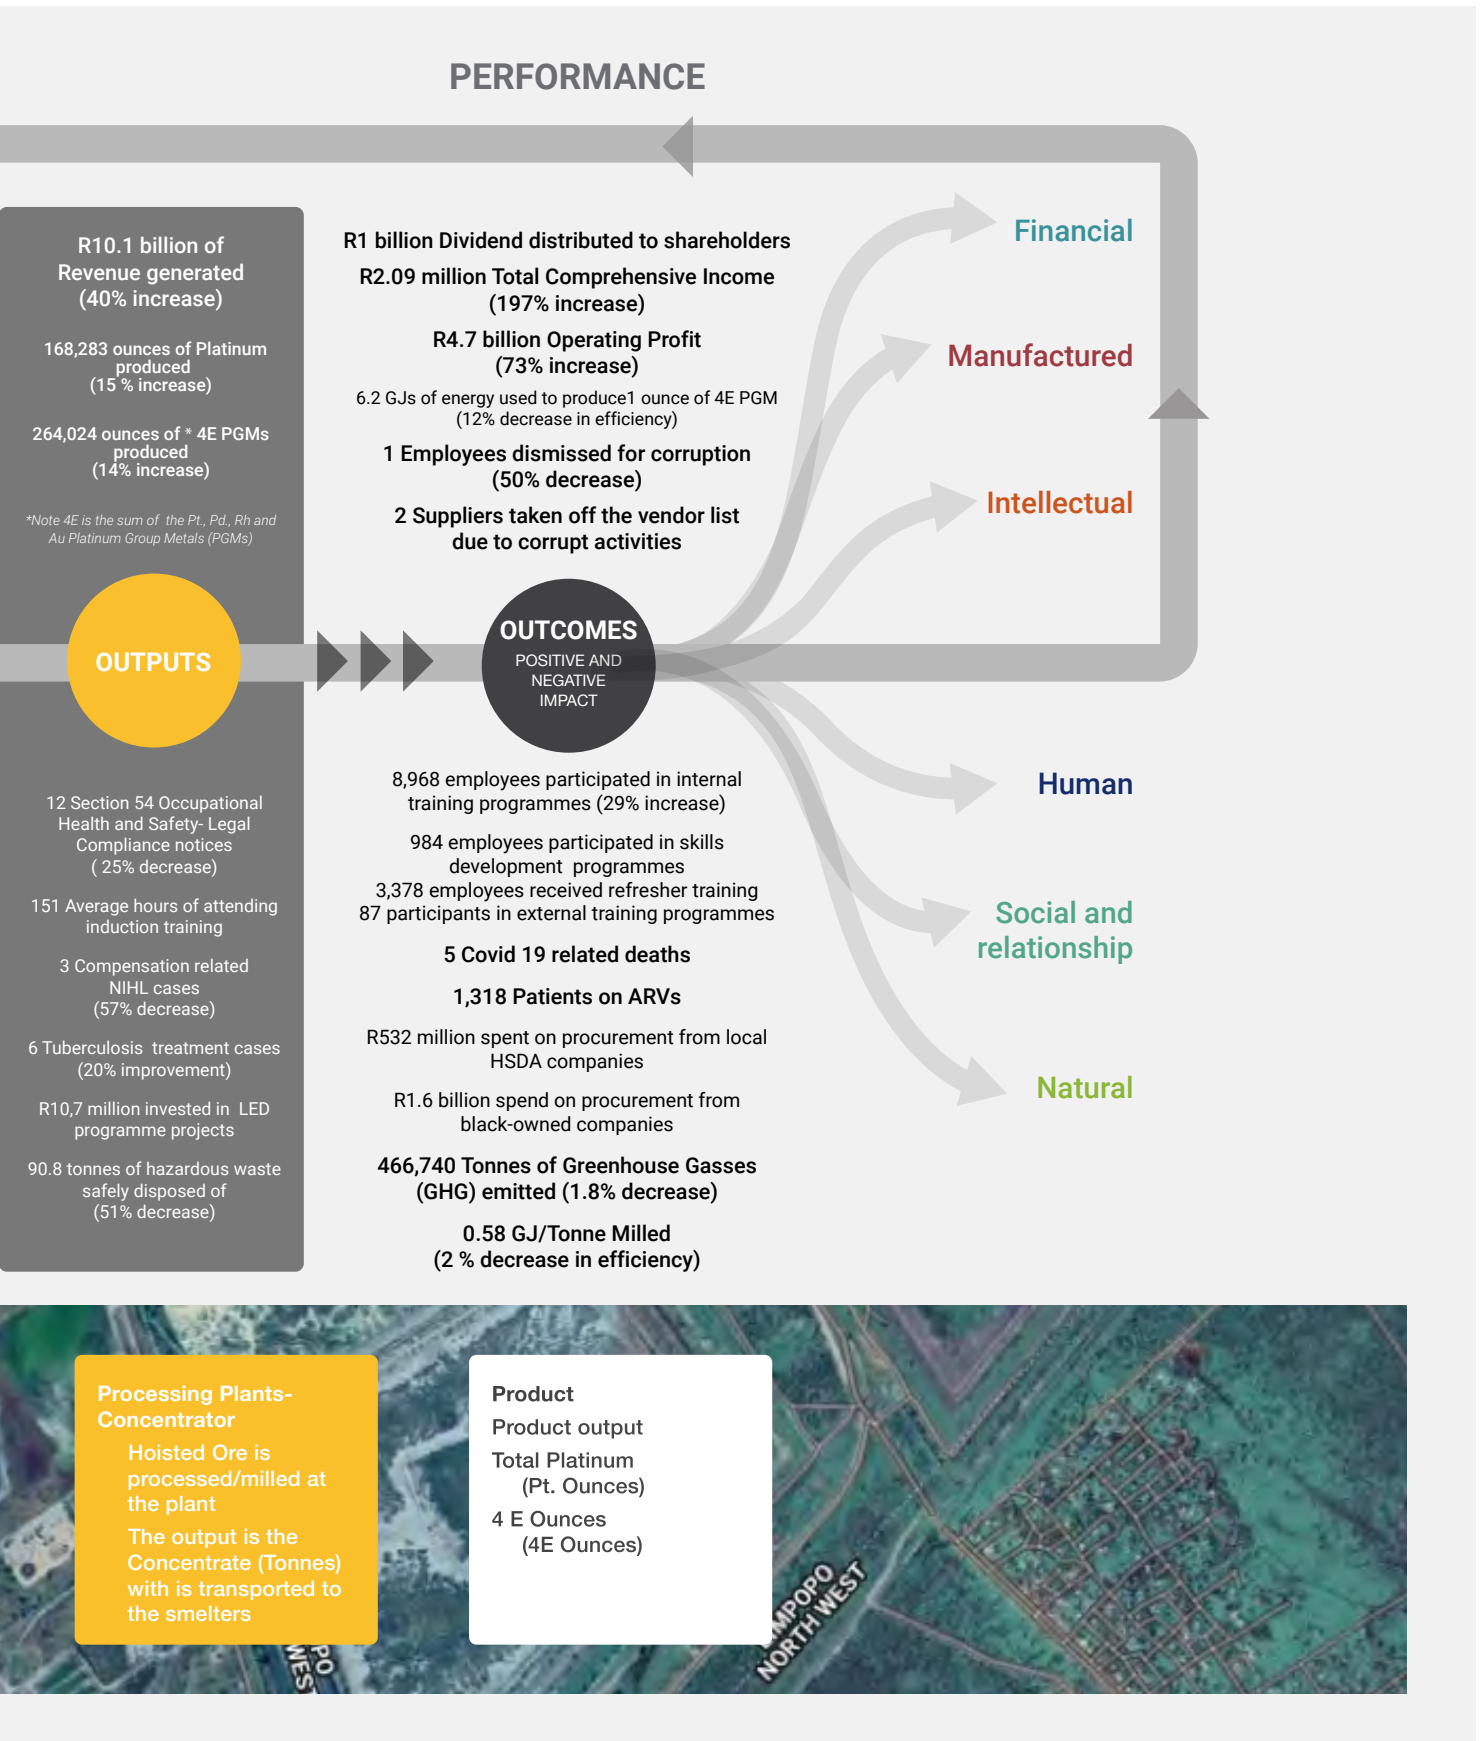 PERFORMANCE
R10.1 billion of
Revenue generated
(40% increase)
168,283 ounces of Platinum
produced
(15 % increase)
264,024 ounces of * 4E PGMs
produced
(14% increase)
*Note 4E is the sum of the Pt., Pd., Rh and
Au Platinum Group Metals (PGMs)
OUTPUTS
12 Section 54 Occupational
Health and Safety- Legal
Compliance notices
( 25% decrease)
151 Average hours of attending
induction training
3 Compensation related
NIHL cases
(57% decrease)
6 Tuberculosis treatment cases
(20% improvement)
R10,7 million invested in LED
programme projects
90.8 tonnes of hazardous waste
safely disposed of
(51% decrease)
R1 billion Dividend distributed to shareholders
R2.09 million Total Comprehensive Income
(197% increase)
R4.7 billion Operating Profit
(73% increase)
6.2 GJs of energy used to produce1 ounce of 4E PGM
(12% decrease in efficiency)
1 Employees dismissed for corruption
(50% decrease)
2 Suppliers taken off the vendor list
due to corrupt activities
OUTCOMES
POSITIVE AND
NEGATIVE
IMPACT
8,968 employees participated in internal
training programmes (29% increase)
984 employees participated in skills
development programmes
3,378 employees received refresher training
87 participants in external training programmes
5 Covid 19 related deaths
1,318 Patients on ARVs
R532 million spent on procurement from local
HSDA companies
R1.6 billion spend on procurement from
black-owned companies
466,740 Tonnes of Greenhouse Gasses
(GHG) emitted (1.8% decrease)
0.58 GJ/Tonne Milled
(2 % decrease in efficiency)
Financial
Manufactured
Intellectual
Human
Social and
relationship
Natural
Processing Plants-
Concentrator
Hoisted Ore is
processed/milled at
the plant
The output is the
Concentrate (Tonnes)
with is transported to
the smelters
Product
Product output
Total Platinum
(Pt. Ounces)
4 E Ounces
(4E Ounces)
NORTH WEST